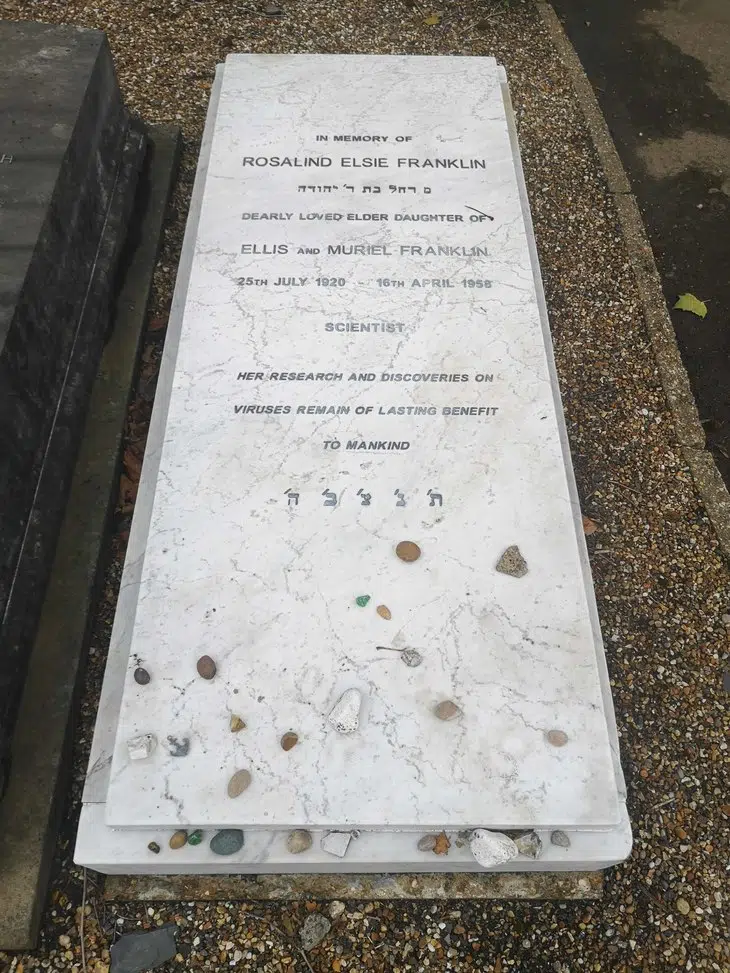 IN MEMORY OF
ROSALIND ELSIE FRANKLIN
מ רחל בת ר׳ יהודה
DEARLY LOVED ELDER DAUGHTER OF
ELLIS AND MURIEL FRANKLIN
25TH JULY 1920 - 16TH APRIL 1958
SCIENTIST
HER RESEARCH AND DISCOVERIES ON
VIRUSES REMAIN OF LASTING BENEFIT
TO MANKIND
ת׳ נ׳ צ׳ ב׳ ה׳